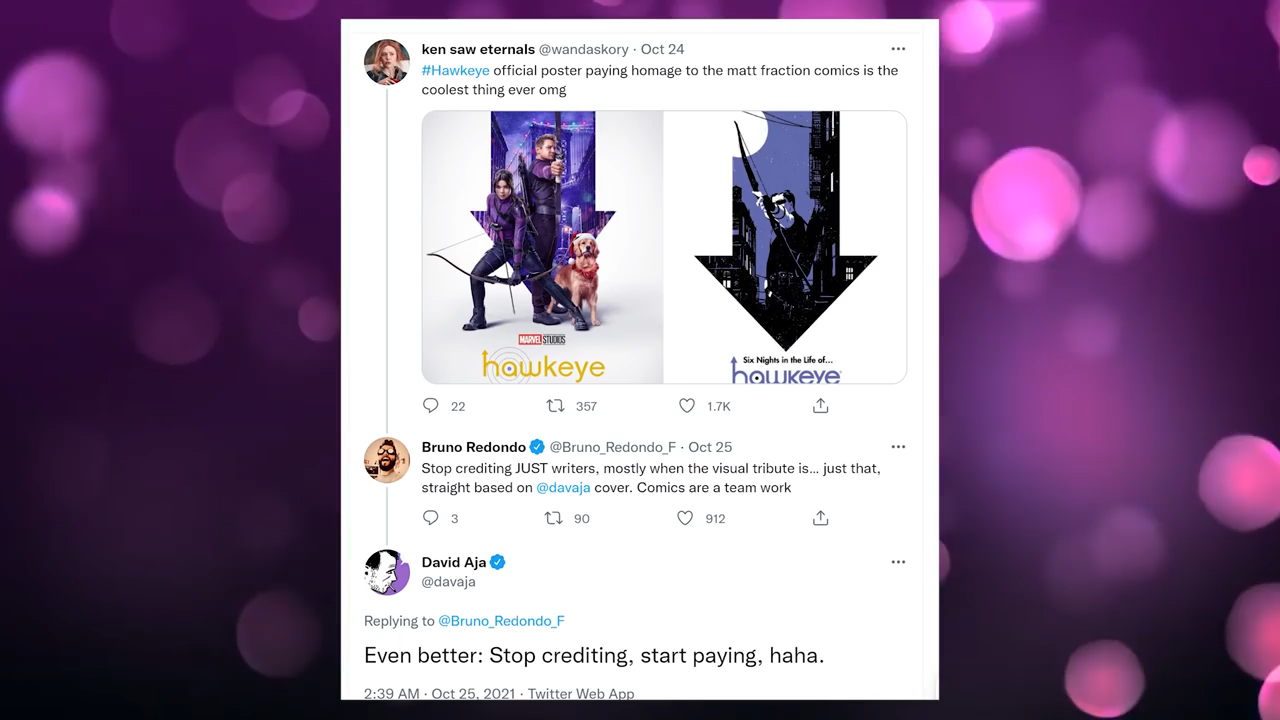 ken saw eternals @wandaskory · Oct 24
#Hawkeye official poster paying homage to the matt fraction comics is the
coolest thing ever omg
MARVEL STUDIOS
hawkeye
Six Nights in the Life of...
hawkeye
22 357 1.7K
Bruno Redondo @Bruno_Redondo_F · Oct 25
Stop crediting JUST writers, mostly when the visual tribute is... just that,
straight based on @davaja cover. Comics are a team work
3 90 912
David Aja
@davaja
Replying to @Bruno_Redondo_F
Even better: Stop crediting, start paying, haha.
2:39 AM · Oct 25, 2021 · Twitter Web App